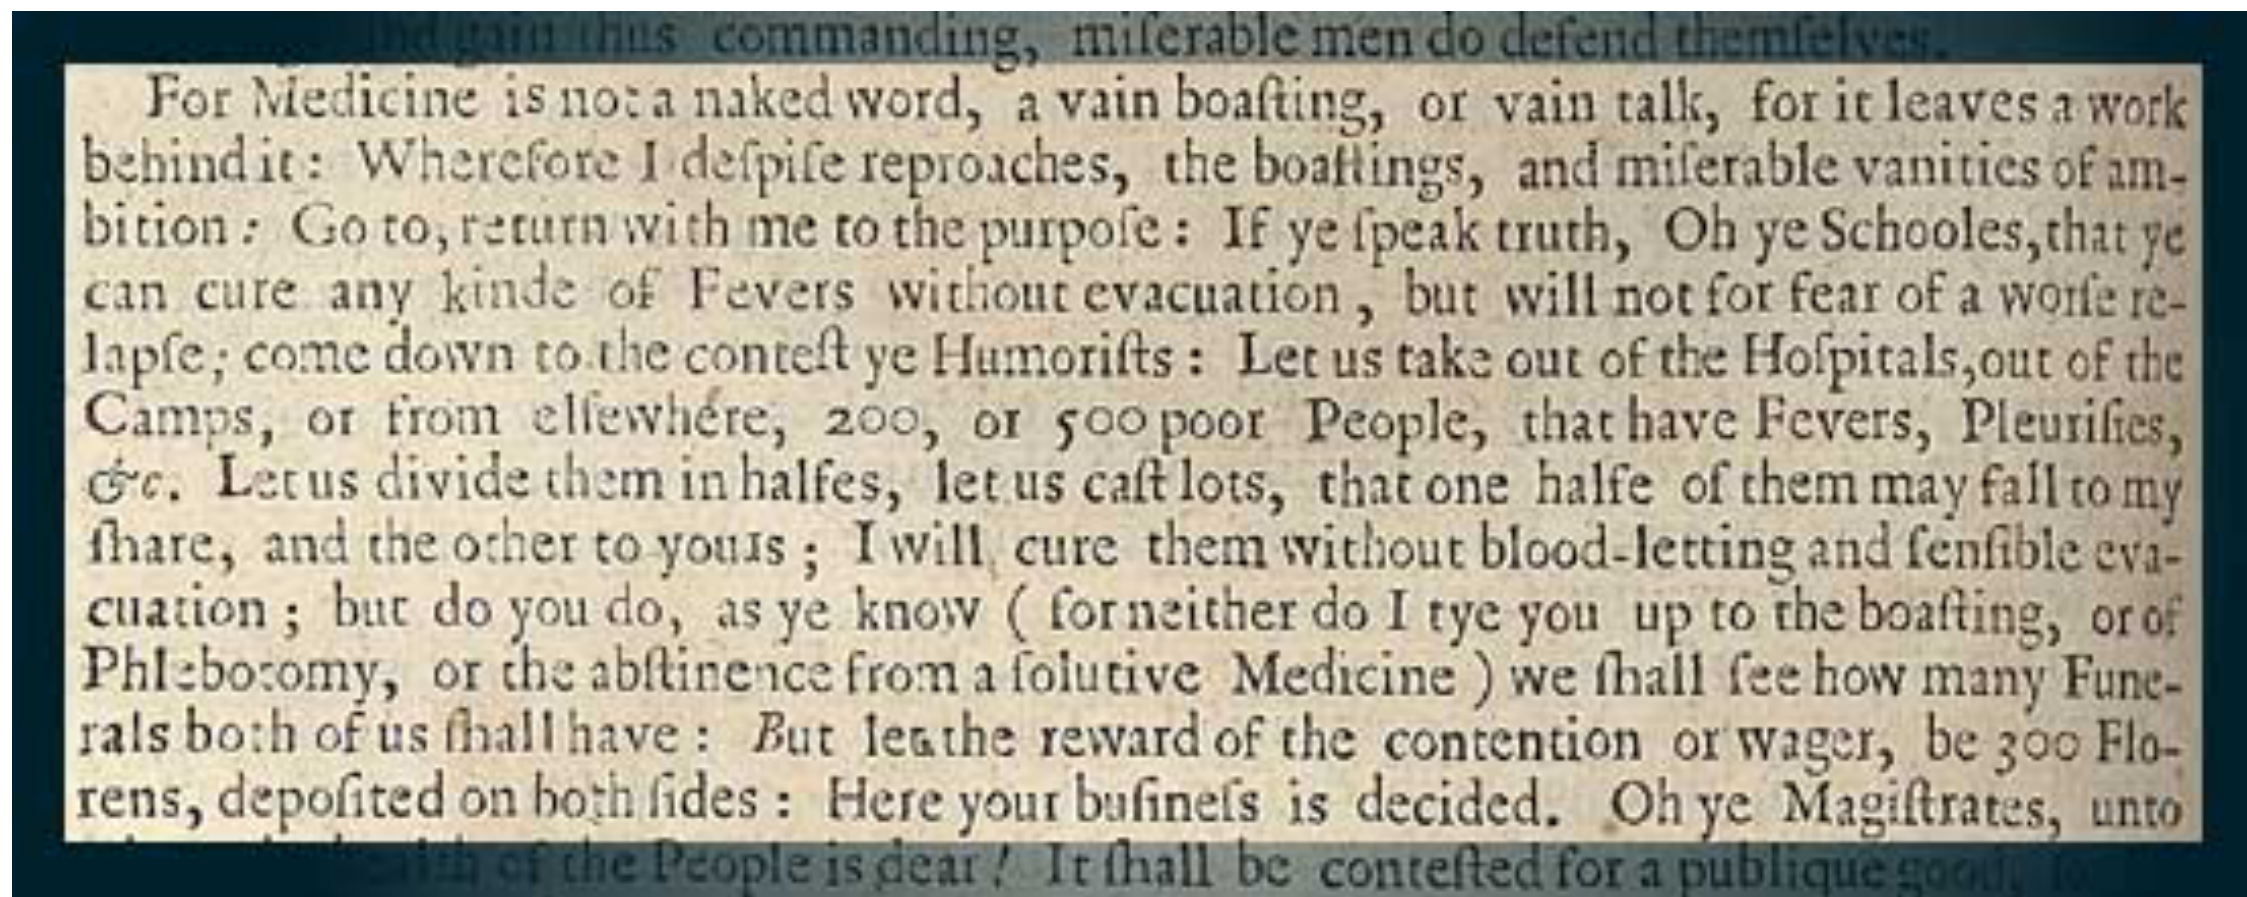 and gain thus commanding, miſerable men do defend themſelves.
For Medicine is not a naked word, a vain boaſting, or vain talk, for it leaves a work
behind it: Wherefore I deſpiſe reproaches, the boaſtings, and miſerable vanities of am-
bition: Go to, return with me to the purpoſe: If ye ſpeak truth, Oh ye Schooles, that ye
can cure any kinde of Fevers without evacuation, but will not for fear of a worſe re-
lapſe; come down to the conteſt ye Humoriſts: Let us take out of the Hoſpitals, out of the
Camps, or from elſewhére, 200, or 500 poor People, that have Fevers, Pleuriſies,
&c. Let us divide them in halfes, let us caſt lots, that one halfe of them may fall to my
ſhare, and the other to yours; I will cure them without blood-letting and ſenſible eva-
cuation; but do you do, as ye know (for neither do I tye you up to the boaſting, or of
Phlebotomy, or the abſtinence from a ſolutive Medicine) we ſhall ſee how many Fune-
rals both of us ſhall have: But let the reward of the contention or wager, be 300 Flo-
rens, depoſited on both ſides: Here your buſineſs is decided. Oh ye Magiſtrates, unto
health of the People is dear! It ſhall be conteſted for a publique good,